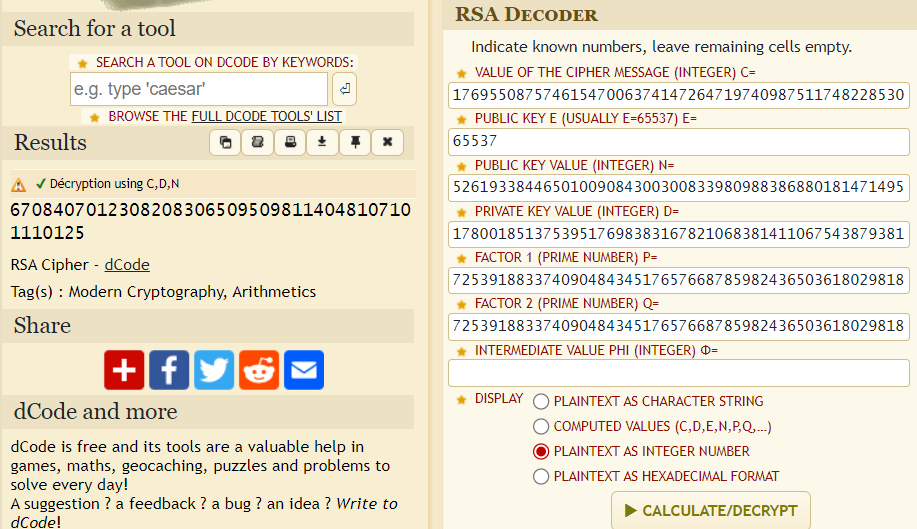 Search for a tool
SEARCH A TOOL ON DCODE BY KEYWORDS:
e.g. type 'caesar'
BROWSE THE FULL DCODE TOOLS' LIST
Results
Décryption using C,D,N
6708407012308208306509509811404810710
1110125
RSA Cipher - dCode
Tag(s) : Modern Cryptography, Arithmetics
Share
dCode and more
dCode is free and its tools are a valuable help in
games, maths, geocaching, puzzles and problems to
solve every day!
A suggestion ? a feedback ? a bug ? an idea ? Write to
dCode!
RSA DECODER
Indicate known numbers, leave remaining cells empty.
VALUE OF THE CIPHER MESSAGE (INTEGER) C=
17695508757461547006374147264719740987511748228530
PUBLIC KEY E (USUALLY E=65537) E=
65537
PUBLIC KEY VALUE (INTEGER) N=
52619338446501009084300300833980988386880181471495
PRIVATE KEY VALUE (INTEGER) D=
178001851375395176983831678210683814110675438793 81
FACTOR 1 (PRIME NUMBER) P=
72539188337409048434517657668785982436503618029818
FACTOR 2 (PRIME NUMBER) Q=
72539188337409048434517657668785982436503618029818
INTERMEDIATE VALUE PHI (INTEGER) Φ=
DISPLAY
PLAINTEXT AS CHARACTER STRING
COMPUTED VALUES (C,D,E,N,P,Q,...)
PLAINTEXT AS INTEGER NUMBER
PLAINTEXT AS HEXADECIMAL FORMAT
CALCULATE/DECRYPT